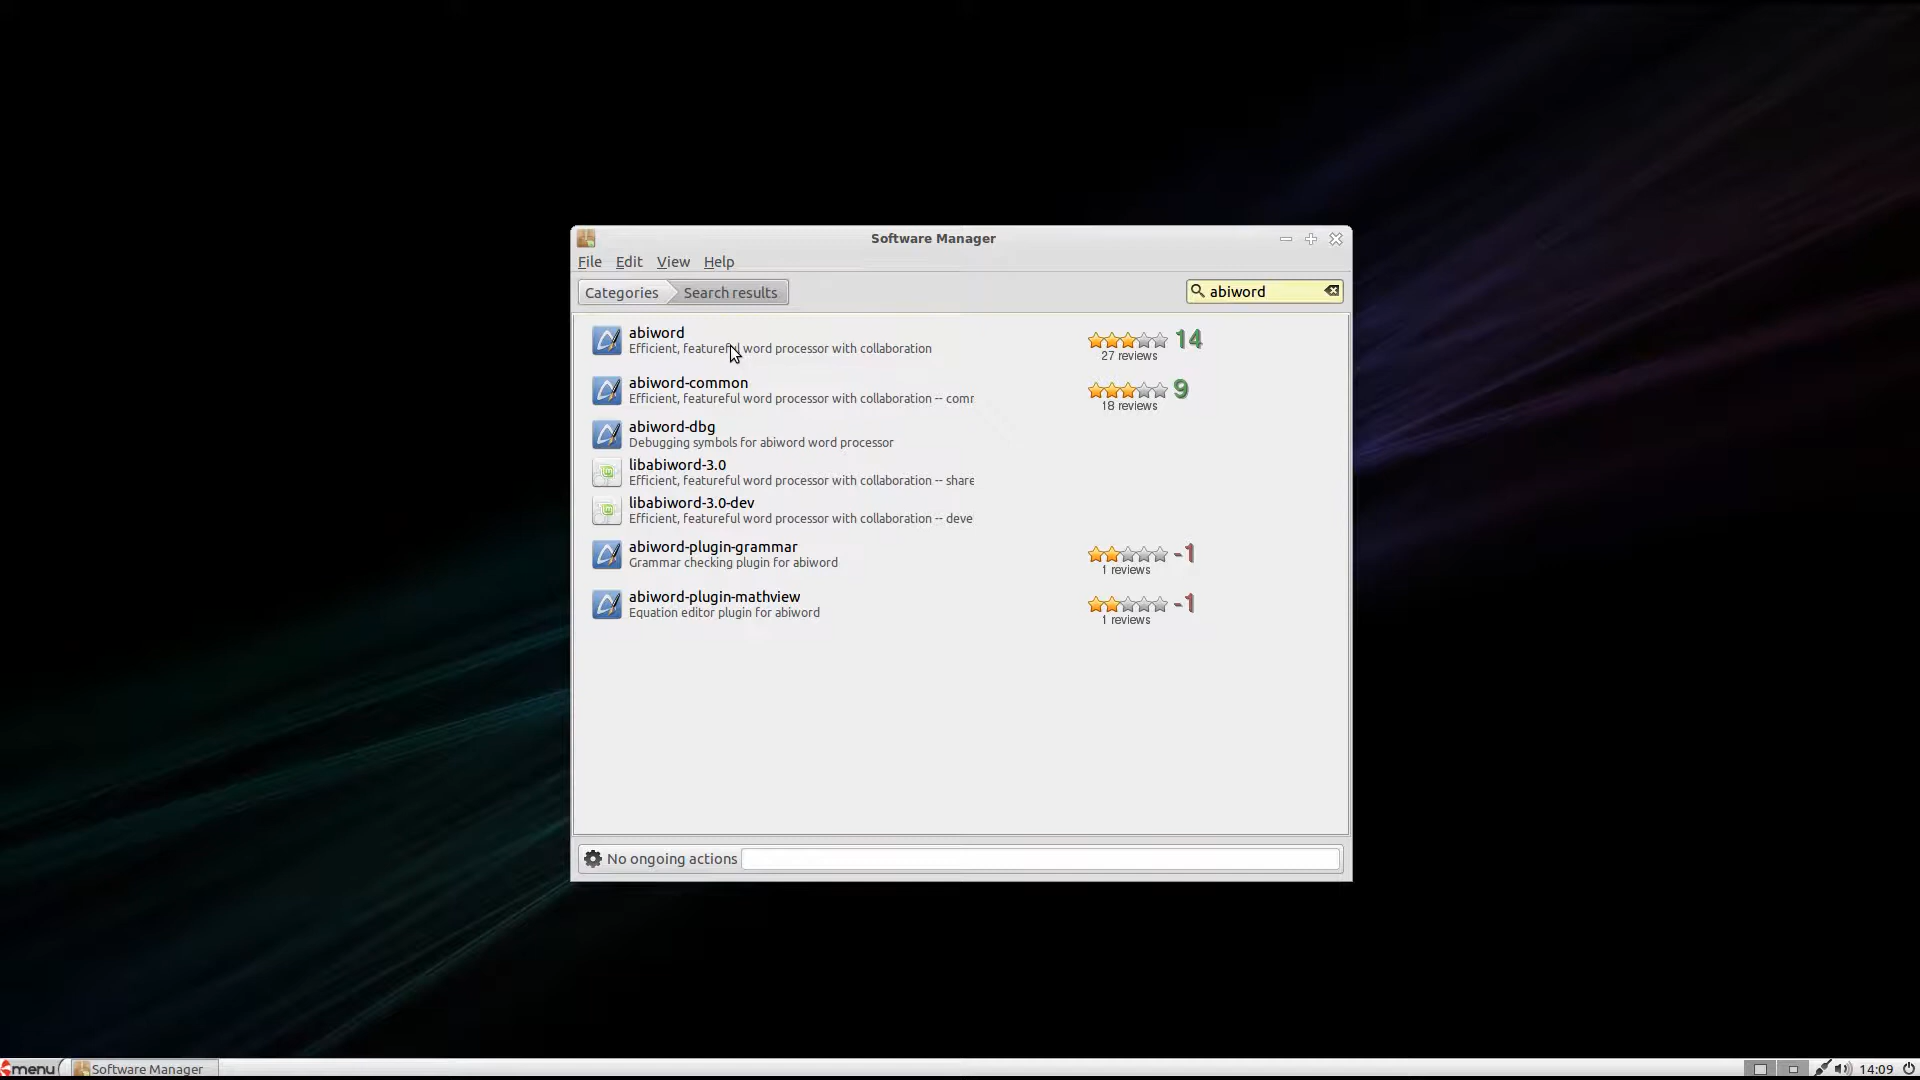 Software Manager
File Edit View Help
Categories Search results abiword
abiword
Efficient, featureful word processor with collaboration
14
27 reviews
abiword-common
Efficient, featureful word processor with collaboration -- comr
9
18 reviews
abiword-dbg
Debugging symbols for abiword word processor
libabiword-3.0
Efficient, featureful word processor with collaboration -- share
libabiword-3.0-dev
Efficient, featureful word processor with collaboration -- deve
abiword-plugin-grammar
Grammar checking plugin for abiword
-1
1 reviews
abiword-plugin-mathview
Equation editor plugin for abiword
-1
1 reviews
No ongoing actions
menu Software Manager 14:09